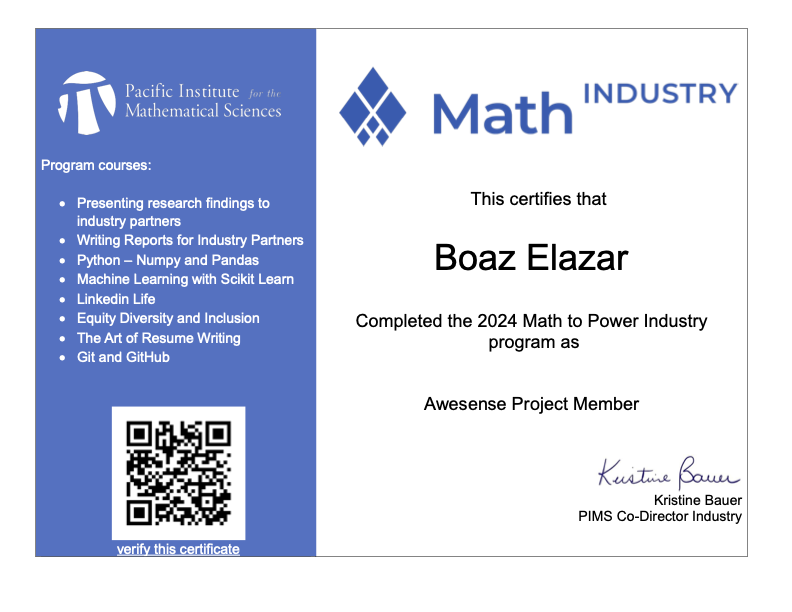 Pacific Institute for the
Mathematical Sciences
Program courses:
• Presenting research findings to
industry partners
• Writing Reports for Industry Partners
• Python – Numpy and Pandas
• Machine Learning with Scikit Learn
• Linkedin Life
• Equity Diversity and Inclusion
• The Art of Resume Writing
• Git and GitHub
verify this certificate
Math INDUSTRY
This certifies that
Boaz Elazar
Completed the 2024 Math to Power Industry
program as
Awesense Project Member
Kristine Bauer
Kristine Bauer
PIMS Co-Director Industry